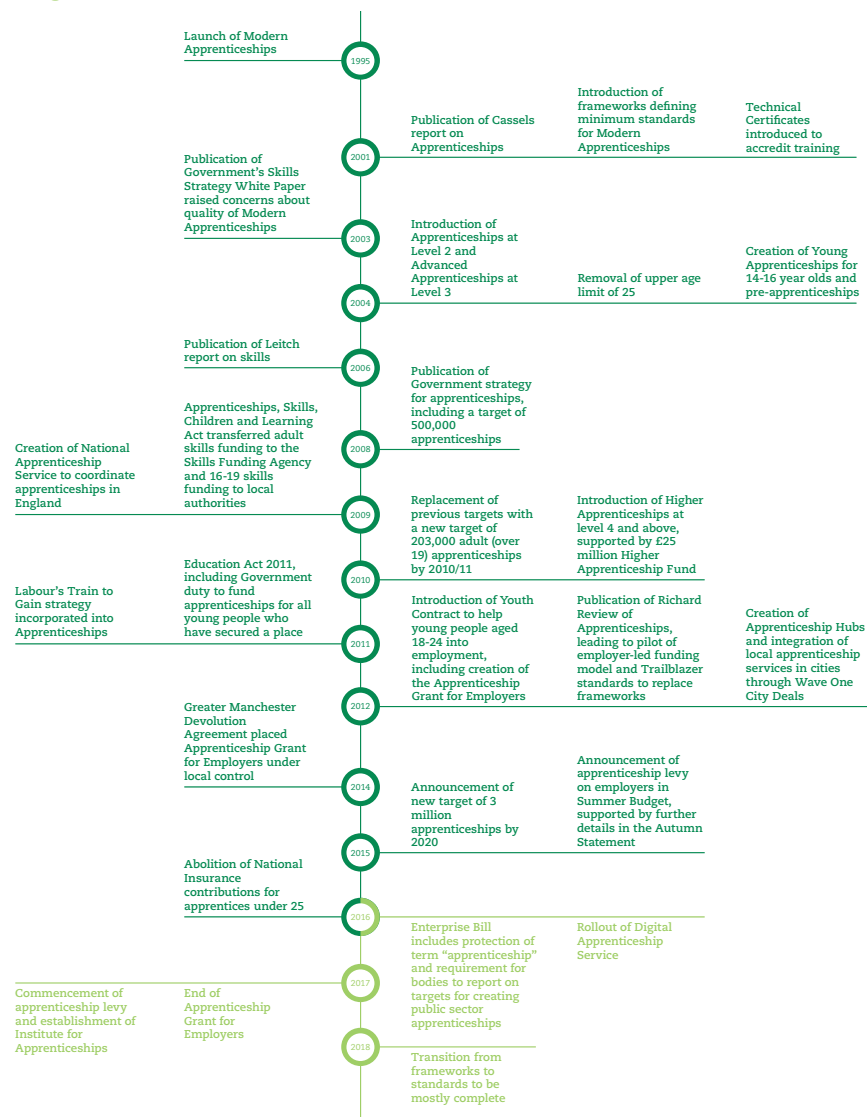 Launch of Modern
Apprenticeships
1995
Publication of Cassels
report on
Apprenticeships
Introduction of
frameworks defining
minimum standards
for Modern
Apprenticeships
Technical
Certificates
introduced to
accredit training
2001
Publication of
Government's Skills
Strategy White Paper
raised concerns about
quality of Modern
Apprenticeships
2003
Introduction of
Apprenticeships at
Level 2 and
Advanced
Apprenticeships at
Level 3
Removal of upper age
limit of 25
Creation of Young
Apprenticeships for
14-16 year olds and
pre-apprenticeships
2004
Publication of Leitch
report on skills
2006
Publication of
Government strategy
for apprenticeships,
including a target of
500,000
apprenticeships
2008
Creation of National
Apprenticeship
Service to coordinate
apprenticeships in
England
Apprenticeships, Skills,
Children and Learning
Act transferred adult
skills funding to the
Skills Funding Agency
and 16-19 skills
funding to local
authorities
2009
Replacement of
previous targets with
a new target of
203,000 adult (over
19) apprenticeships
by 2010/11
Introduction of Higher
Apprenticeships at
level 4 and above,
supported by £25
million Higher
Apprenticeship Fund
2010
Labour's Train to
Gain strategy
incorporated into
Apprenticeships
Education Act 2011,
including Government
duty to fund
apprenticeships for all
young people who
have secured a place
2011
Introduction of Youth
Contract to help
young people aged
18-24 into
employment,
including creation of
the Apprenticeship
Grant for Employers
Publication of Richard
Review of
Apprenticeships,
leading to pilot of
employer-led funding
model and Trailblazer
standards to replace
frameworks
Creation of
Apprenticeship Hubs
and integration of
local apprenticeship
services in cities
through Wave One
City Deals
2012
Greater Manchester
Devolution
Agreement placed
Apprenticeship Grant
for Employers under
local control
2014
Announcement of
new target of 3
million
apprenticeships by
2020
Announcement of
apprenticeship levy
on employers in
Summer Budget,
supported by further
details in the Autumn
Statement
2015
Abolition of National
Insurance
contributions for
apprentices under 25
2016
Enterprise Bill
includes protection of
term "apprenticeship"
and requirement for
bodies to report on
targets for creating
public sector
apprenticeships
Rollout of Digital
Apprenticeship
Service
2017
Commencement of
apprenticeship levy
and establishment of
Institute for
Apprenticeships
End of
Apprenticeship
Grant for
Employers
2018
Transition from
frameworks to
standards to be
mostly complete